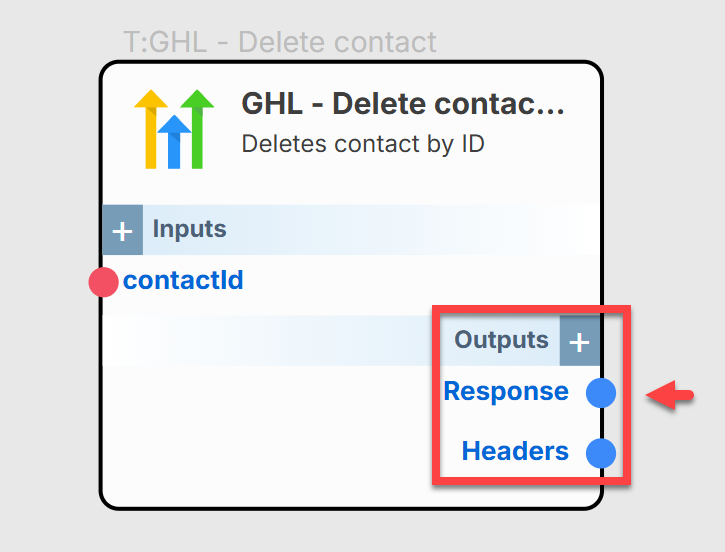 T:GHL - Delete contact
GHL - Delete contac...
Deletes contact by ID
+ Inputs
contactId
Outputs +
Response
Headers